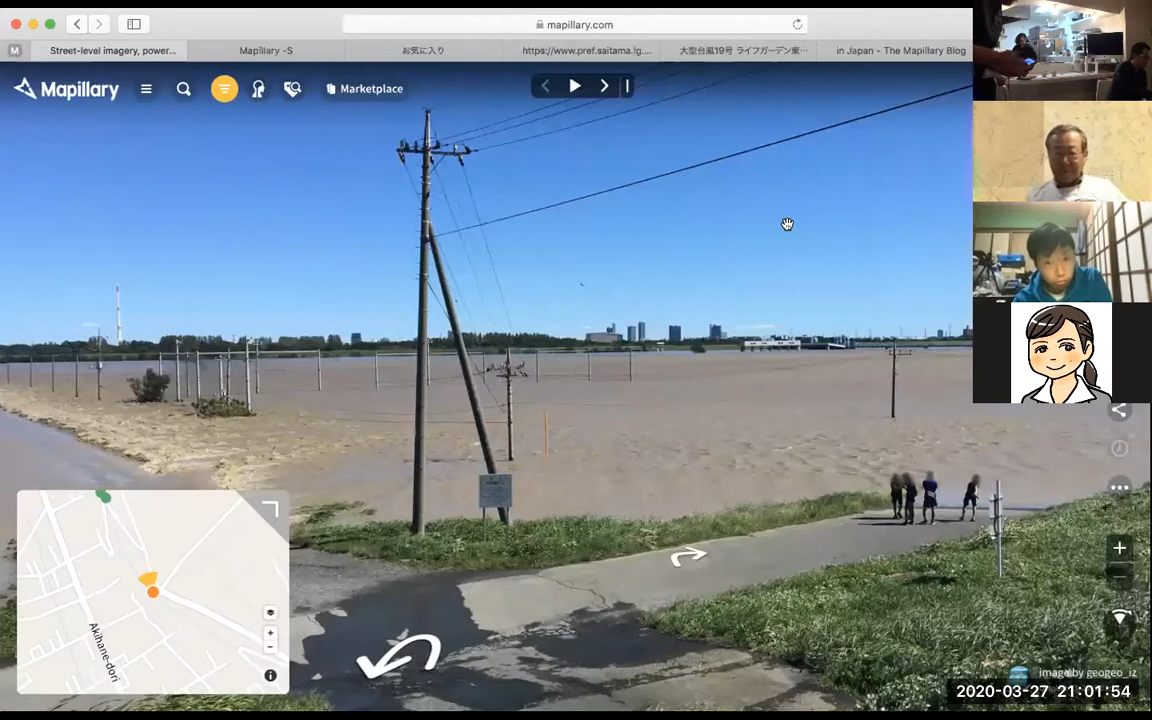 mapillary.com
M
Street-level imagery, power...
Mapillary -S
お気に入り
https://www.pref.saitama.lg....
大型台風19号 ライフガーデン東…
in Japan - The Mapillary Blog
Mapillary
Marketplace
Akihane-dori
image by geogeo_iz
2020-03-27 21:01:54